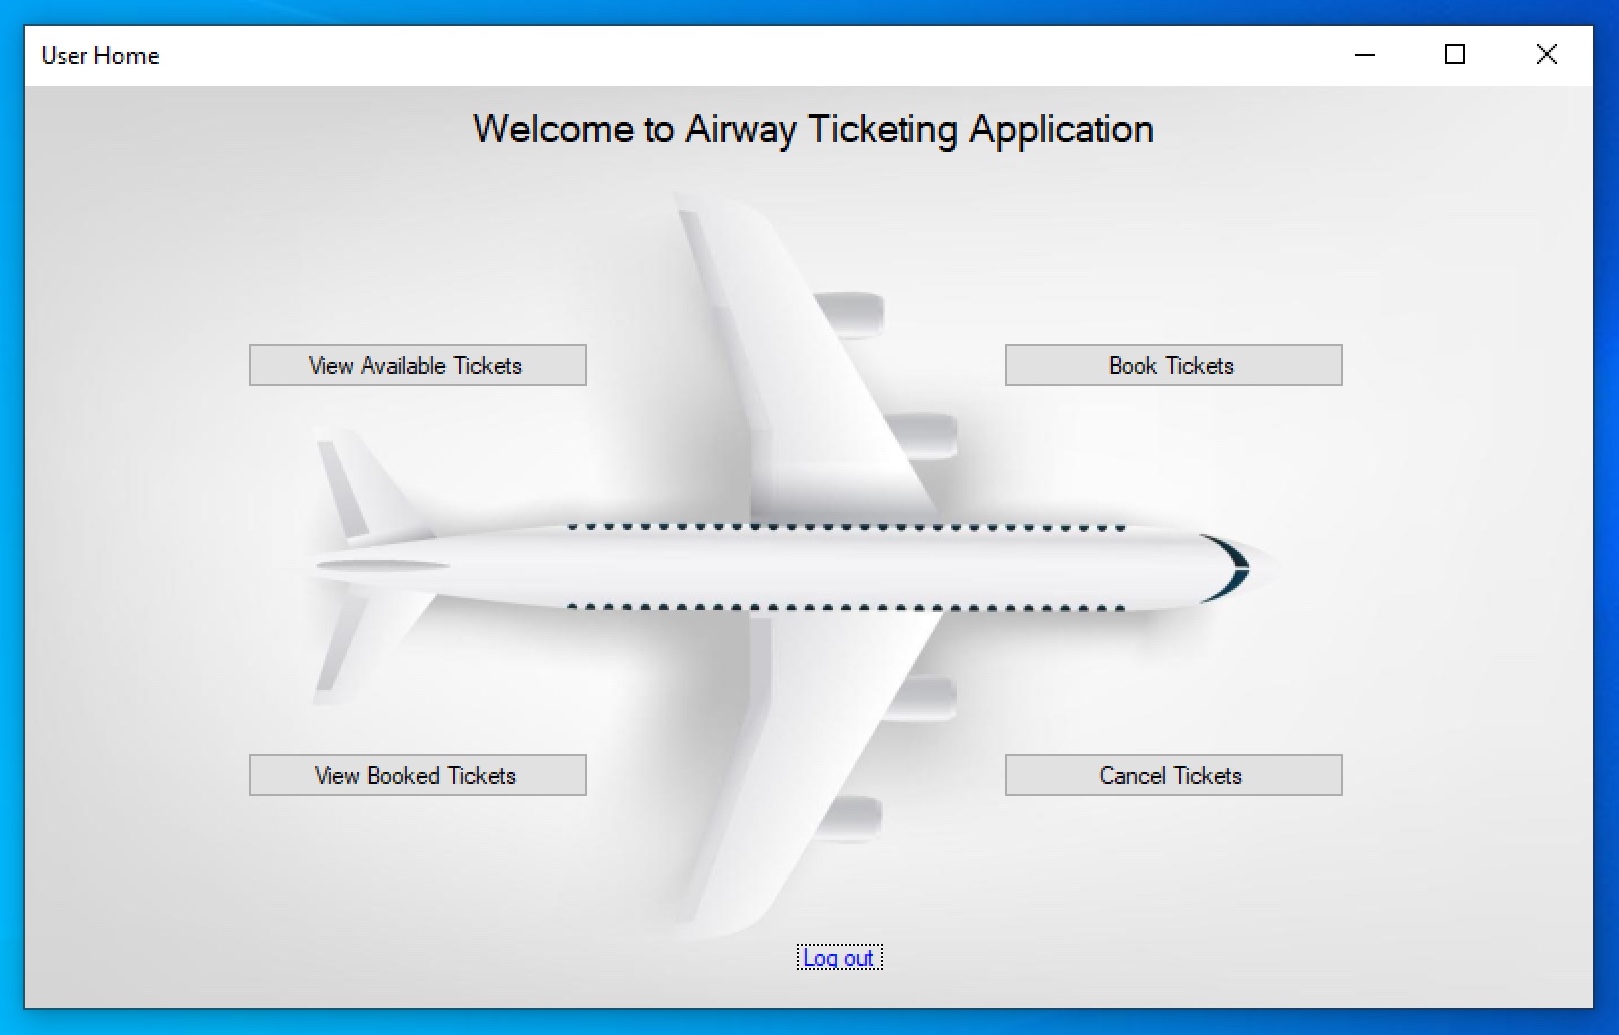 User Home
Welcome to Airway Ticketing Application
View Available Tickets
Book Tickets
View Booked Tickets
Cancel Tickets
Log out